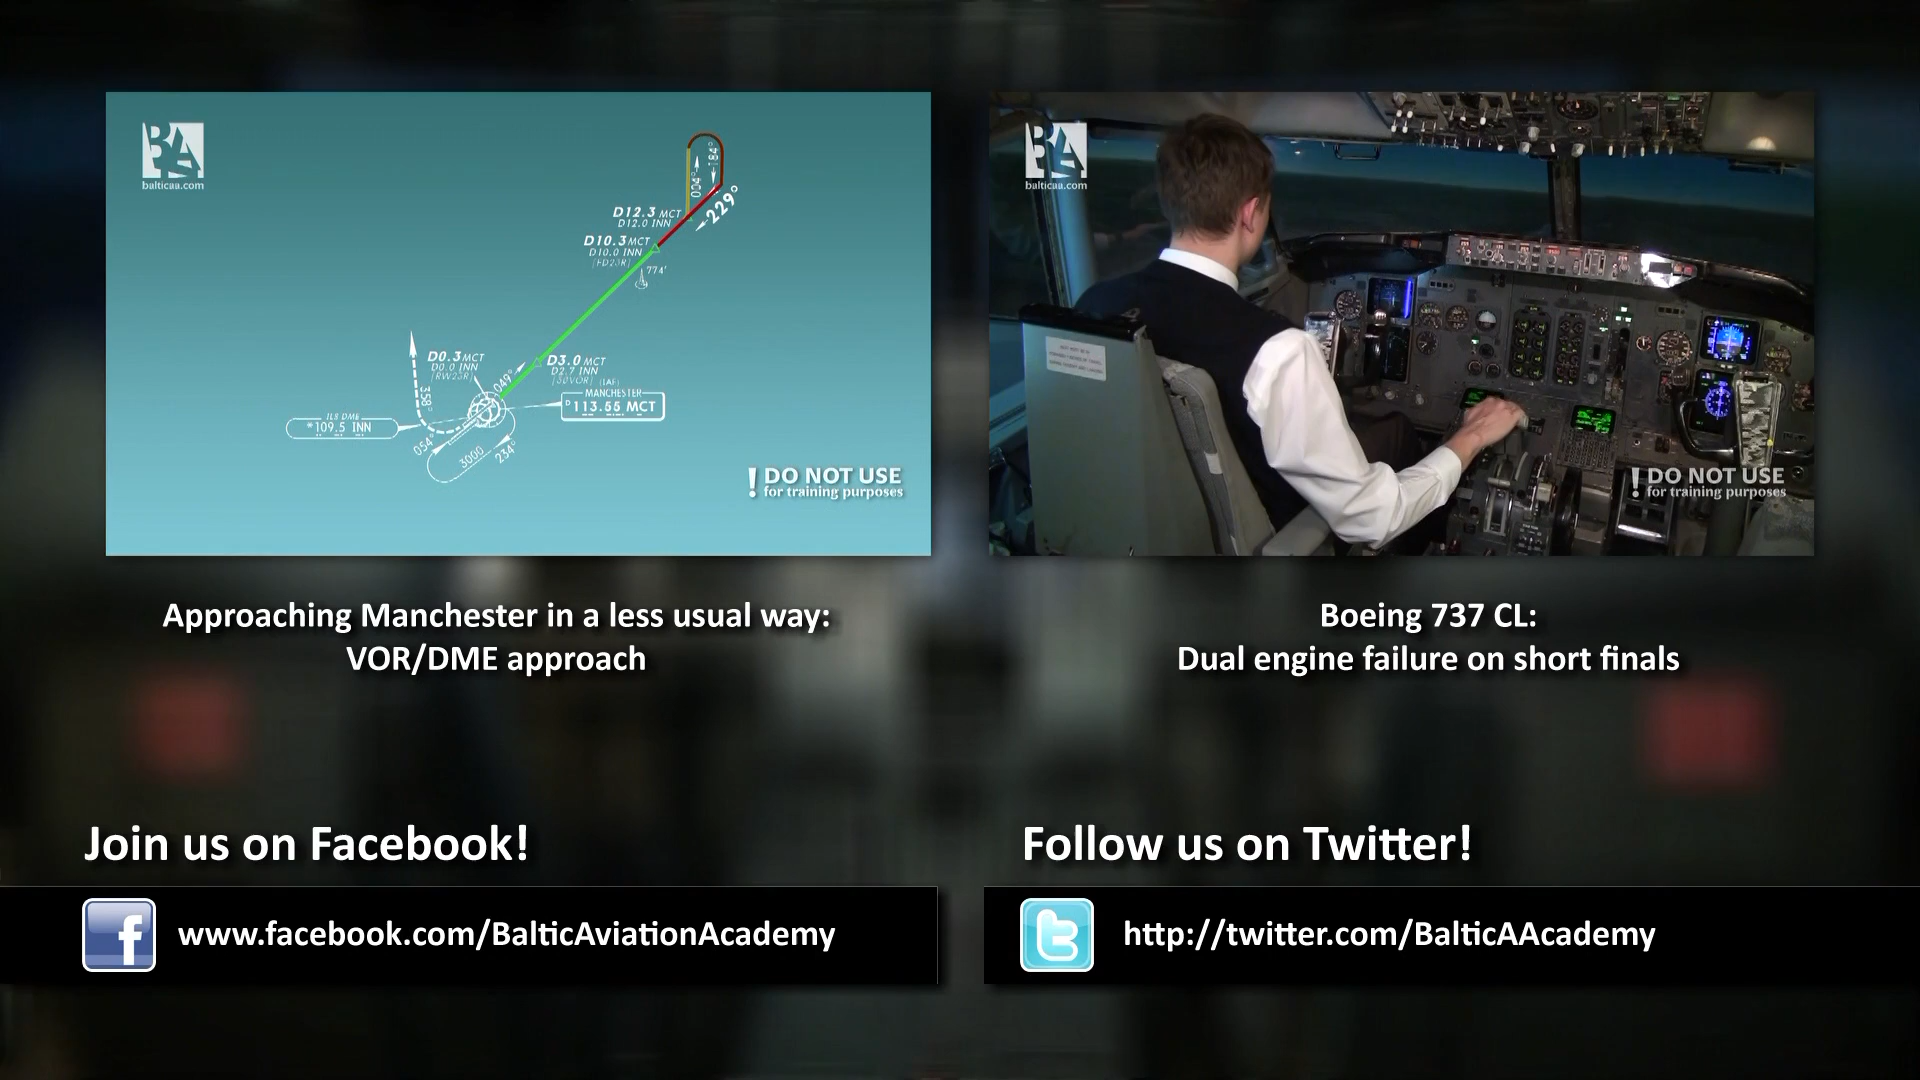 BAA
balticaa.com
004°
184°
229°
D12.3 MCT
D12.0 INN
D10.3 MCT
D10.0 INN
[FD23R]
774'
D0.3 MCT
D0.0 INN
[RW23R]
358°
049°
D3.0 MCT
D2.7 INN
[30VOR]
(IAF)
MANCHESTER
D 113.55 MCT
ILS DME
*109.5 INN
054°
3000
234°
! DO NOT USE
for training purposes
BAA
balticaa.com
! DO NOT USE
for training purposes
Approaching Manchester in a less usual way:
VOR/DME approach
Boeing 737 CL:
Dual engine failure on short finals
Join us on Facebook!
Follow us on Twitter!
f www.facebook.com/BalticAviationAcademy
t http://twitter.com/BalticAAcademy